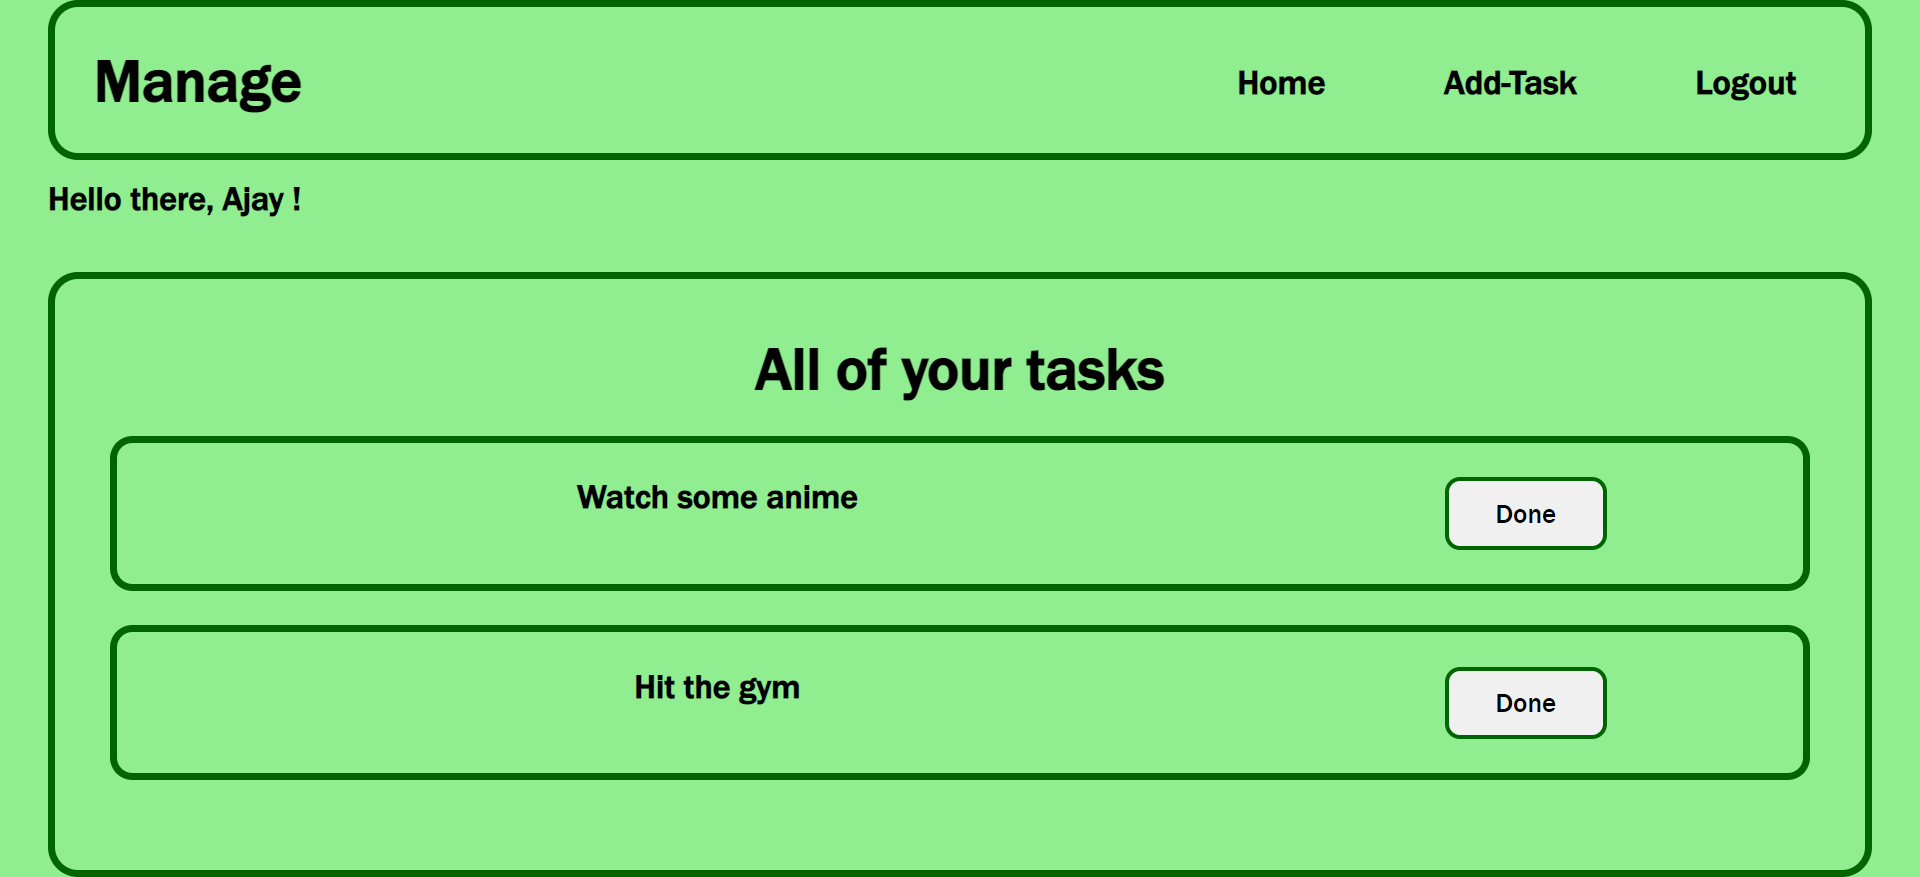 Manage
Home Add-Task Logout
Hello there, Ajay !
All of your tasks
Watch some anime
Done
Hit the gym
Done